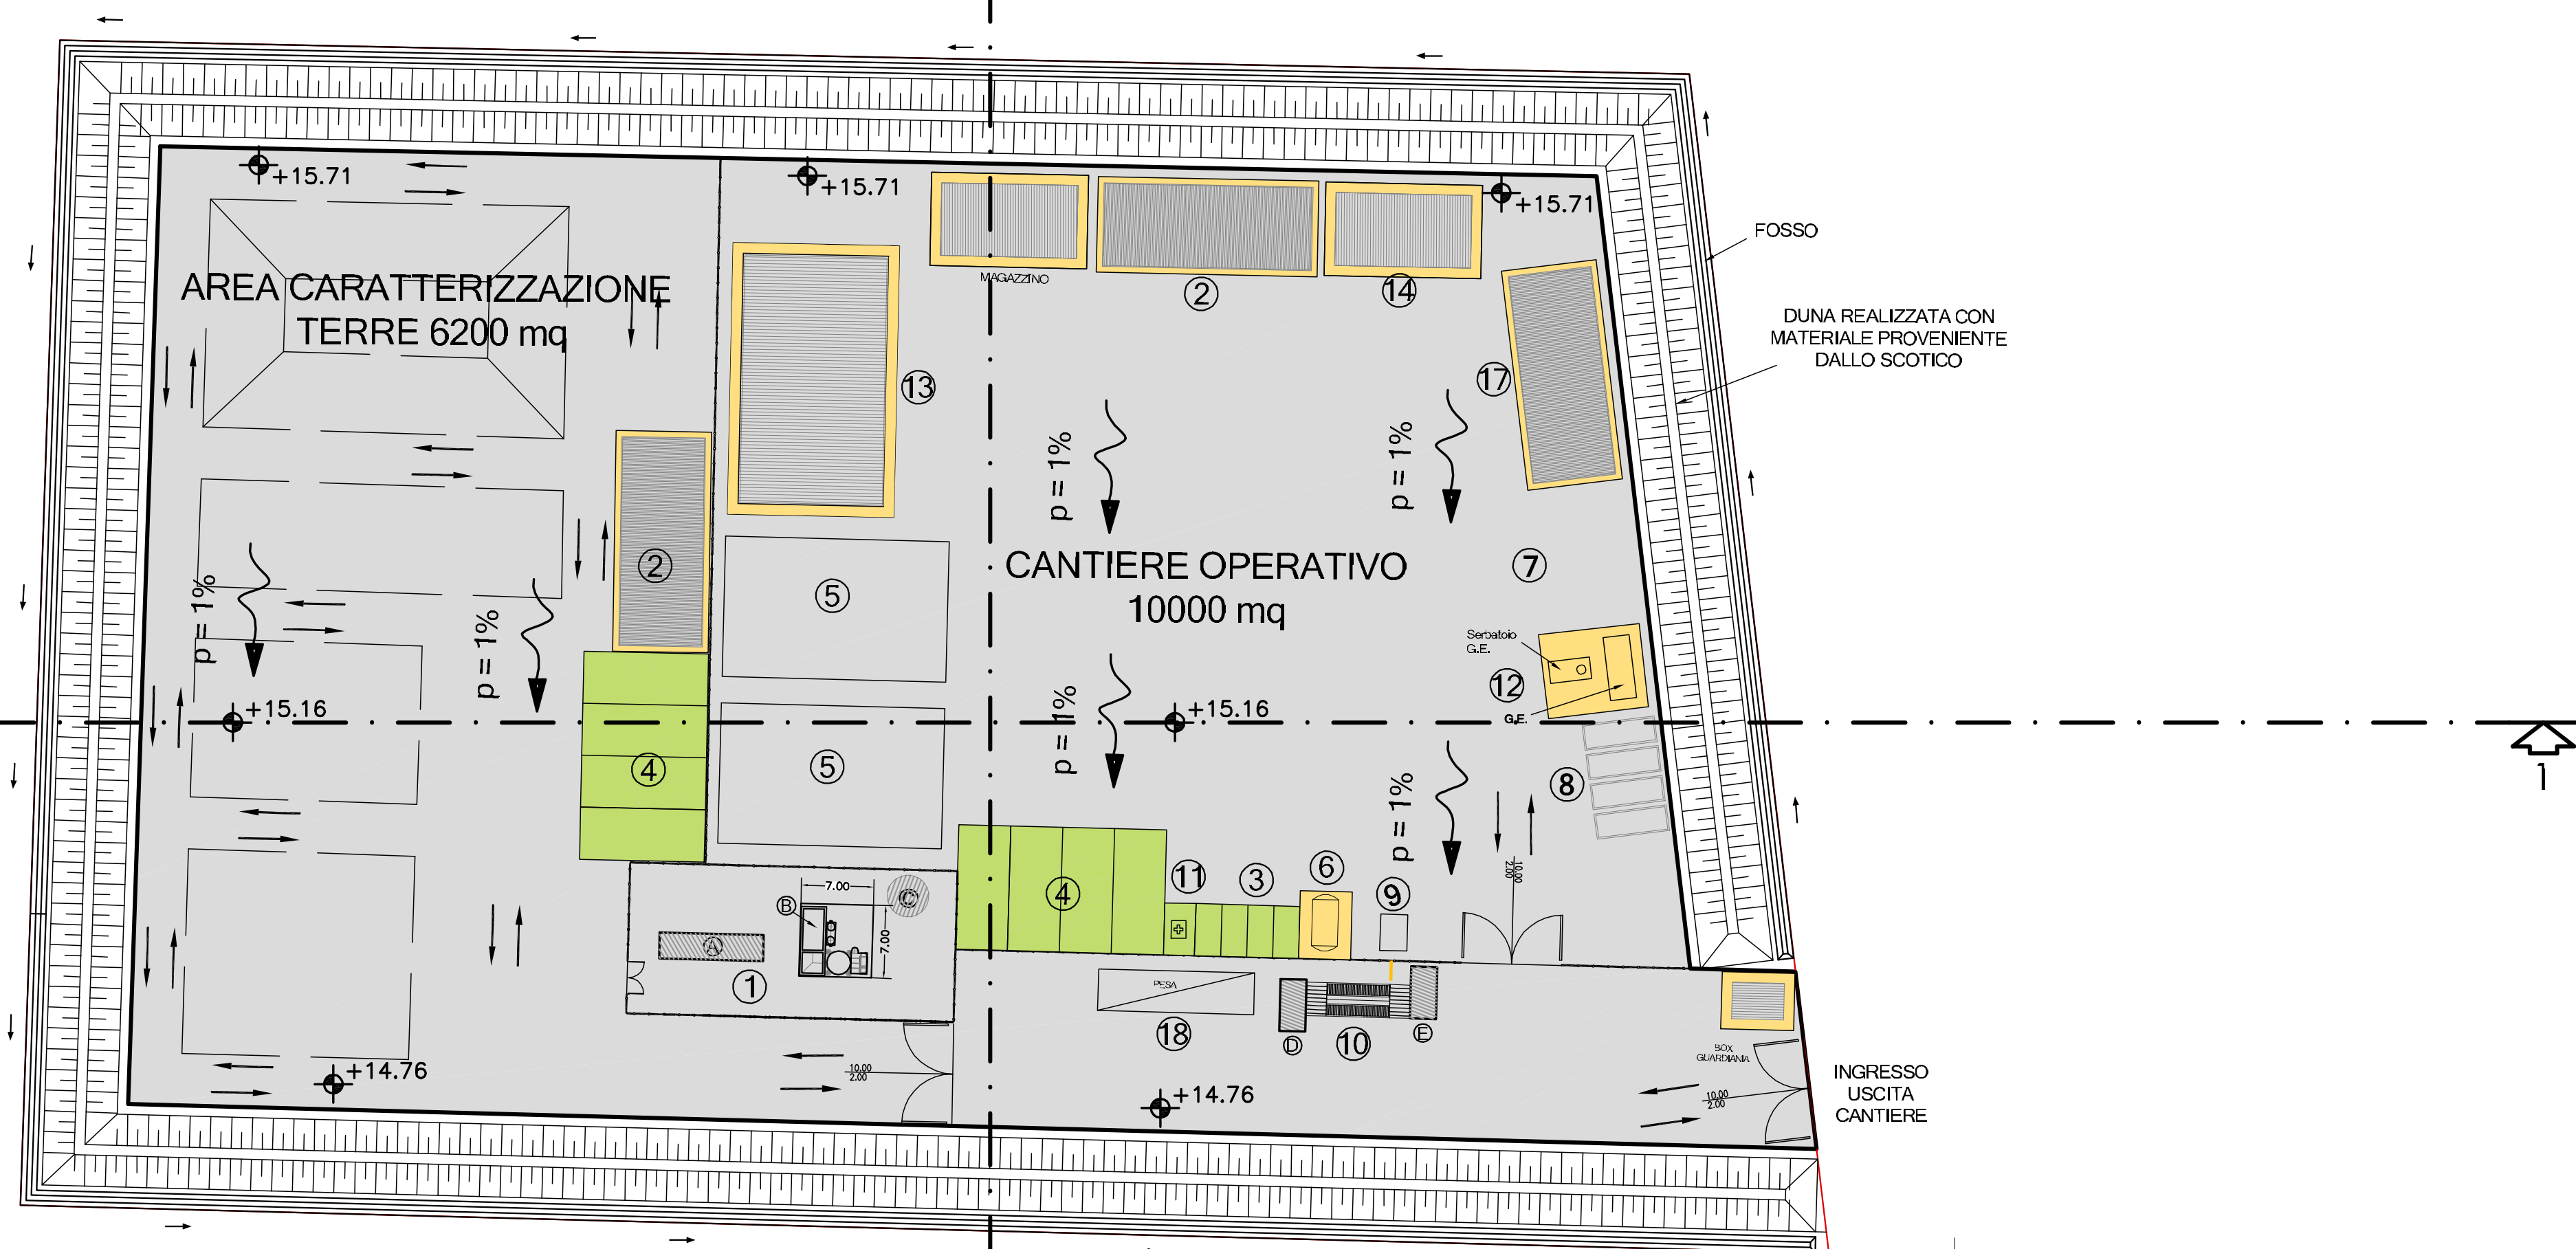 +15.71
+15.71
+15.71
FOSSO
AREA CARATTERIZZAZIONE
TERRE 6200 mq
MAGAZZINO
2
14
DUNA REALIZZATA CON
MATERIALE PROVENIENTE
DALLO SCOTICO
13
17
p = 1%
p = 1%
CANTIERE OPERATIVO
10000 mq
2
5
7
p = 1%
p = 1%
Serbatoio
G.E.
12
G.E.
+15.16
p = 1%
+15.16
1
4
5
8
p = 1%
10.00
2.00
4
11
3
6
9
7.00
B
C
7.00
A
1
PESA
18
D
10
E
BOX
GUARDIANIA
10.00
2.00
+14.76
+14.76
10.00
2.00
INGRESSO
USCITA
CANTIERE